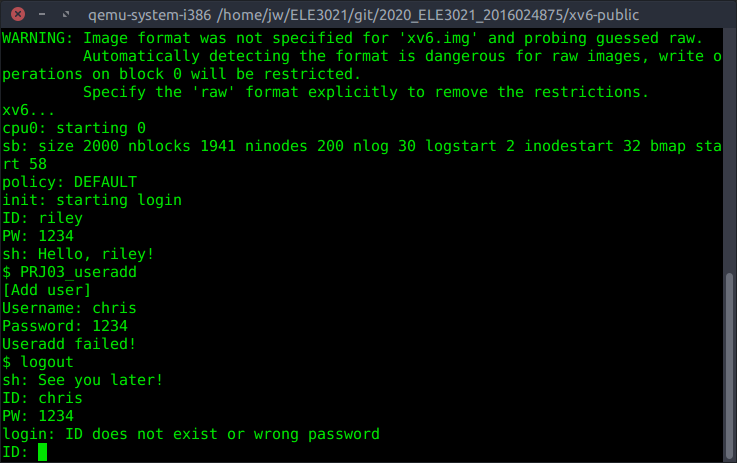 qemu-system-i386 /home/jw/ELE3021/git/2020_ELE3021_2016024875/xv6-public
WARNING: Image format was not specified for 'xv6.img' and probing guessed raw.
         Automatically detecting the format is dangerous for raw images, write o
perations on block 0 will be restricted.
         Specify the 'raw' format explicitly to remove the restrictions.
xv6...
cpu0: starting 0
sb: size 2000 nblocks 1941 ninodes 200 nlog 30 logstart 2 inodestart 32 bmap sta
rt 58
policy: DEFAULT
init: starting login
ID: riley
PW: 1234
sh: Hello, riley!
$ PRJ03_useradd
[Add user]
Username: chris
Password: 1234
Useradd failed!
$ logout
sh: See you later!
ID: chris
PW: 1234
login: ID does not exist or wrong password
ID: